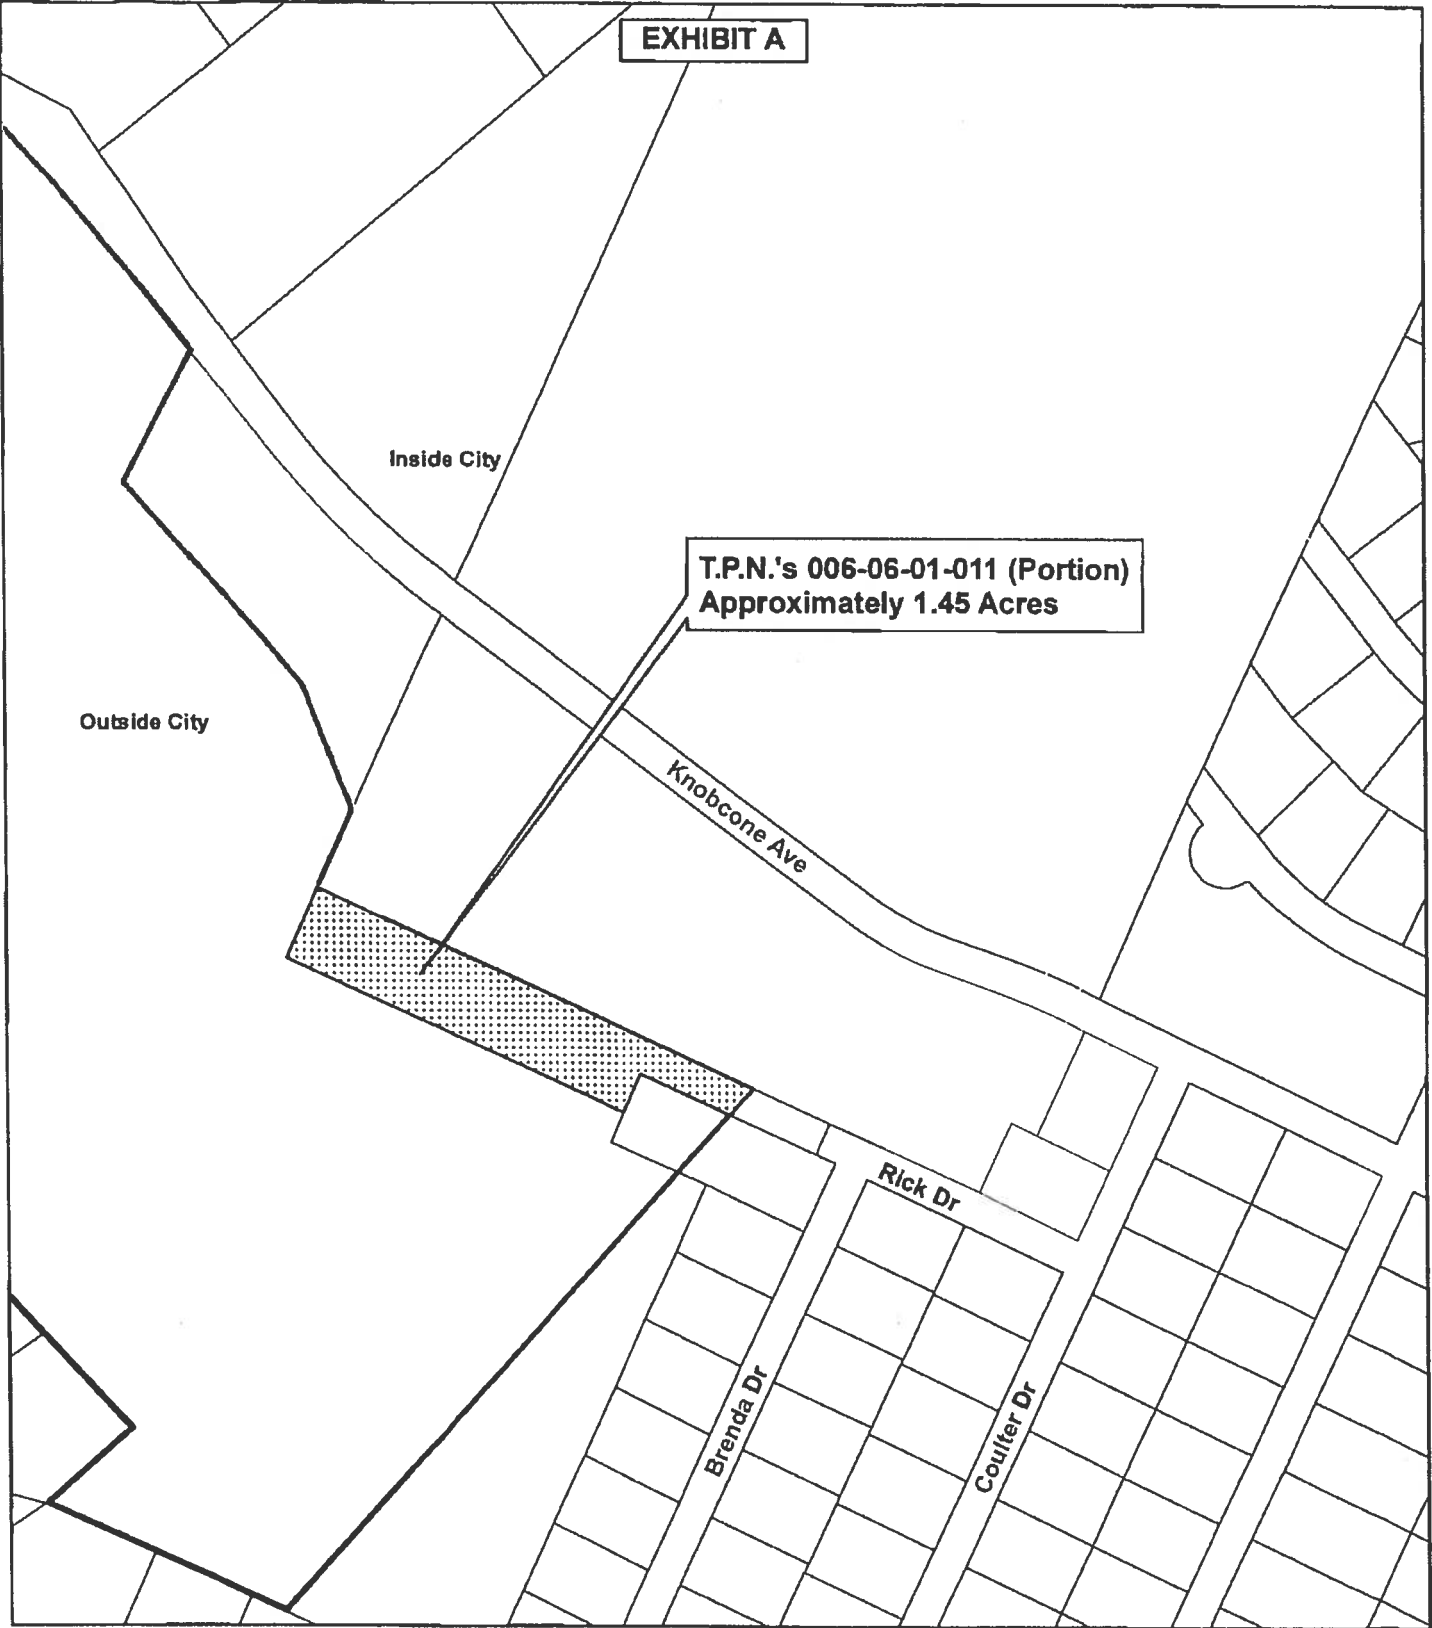 EXHIBIT A
Inside City
T.P.N.'s 006-06-01-011 (Portion)
Approximately 1.45 Acres
Outside City
Knobcone Ave
Rick Dr
Brenda Dr
Coulter Dr